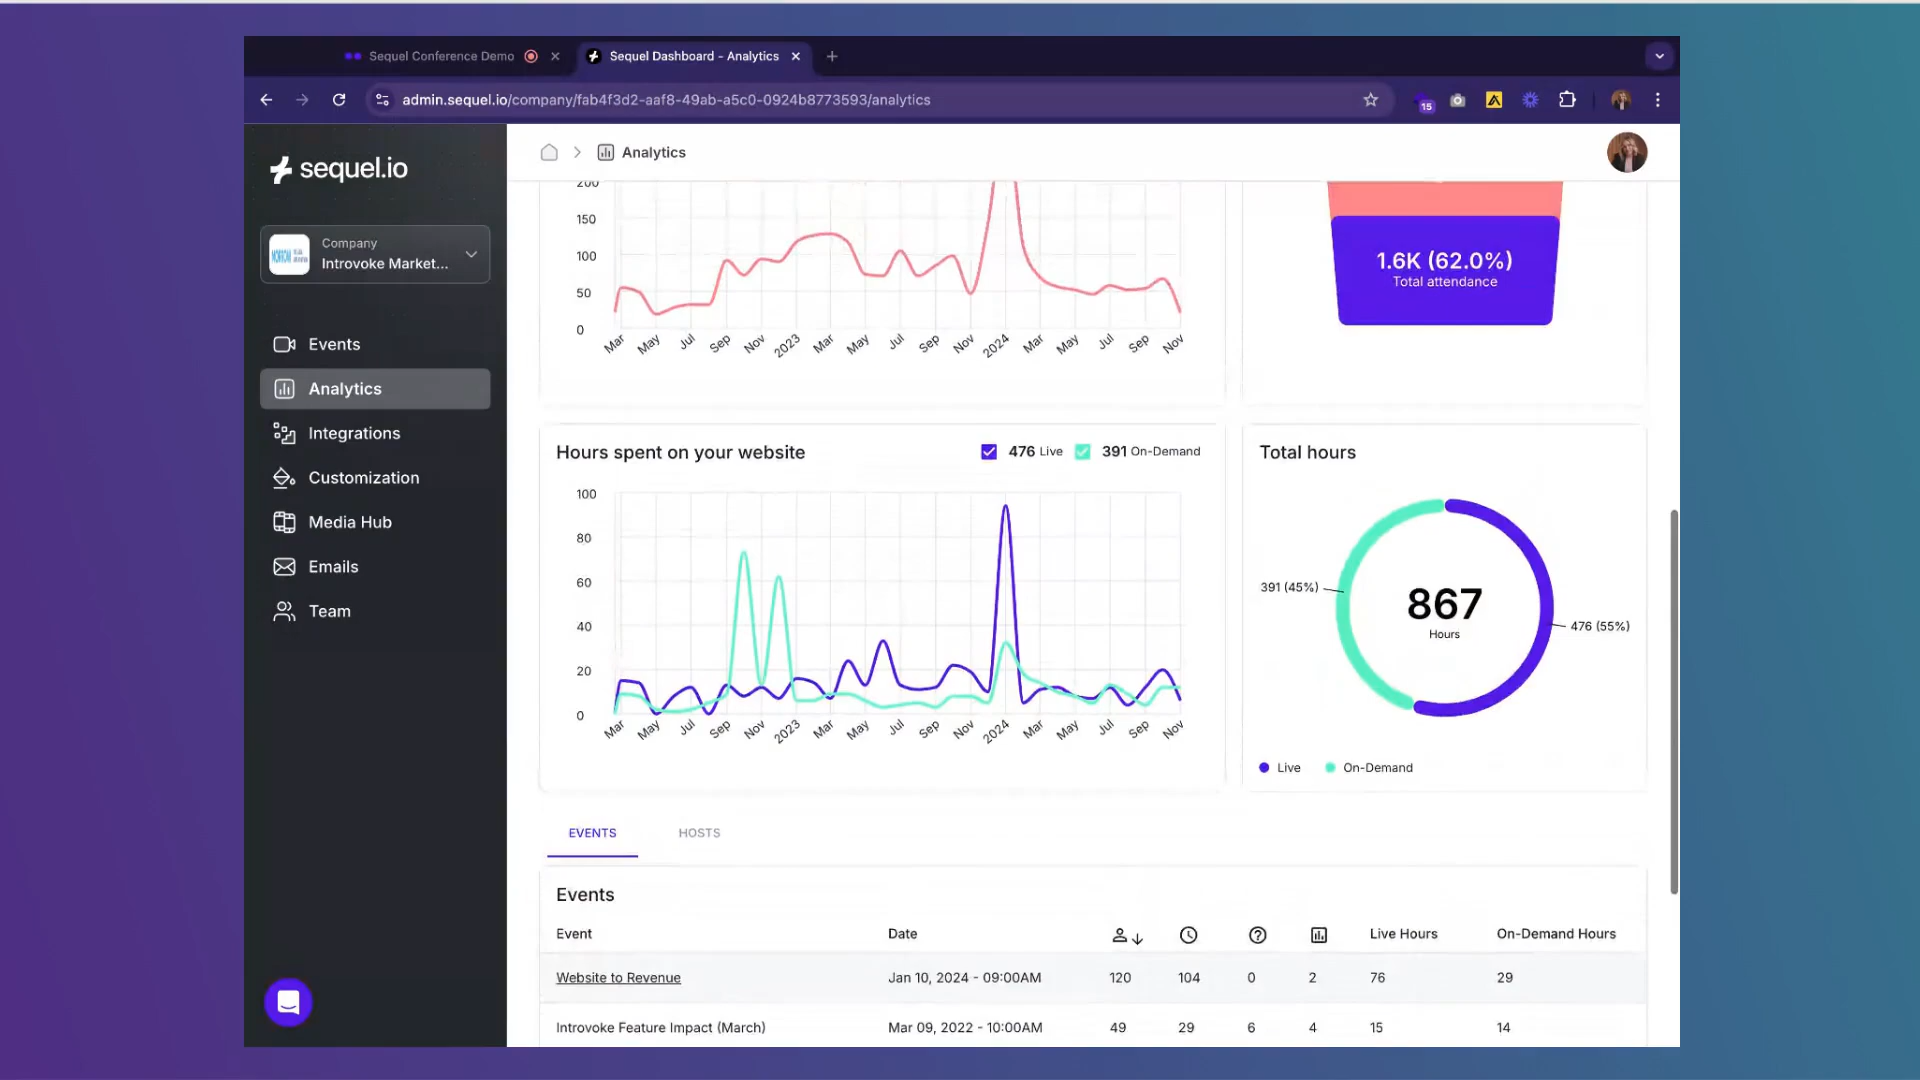 Sequel Conference Demo
Sequel Dashboard - Analytics
admin.sequel.io/company/fab4f3d2-aaf8-49ab-a5c0-0924b8773593/analytics
15
sequel.io
Analytics
Company
Introvoke Market...
Events
Analytics
Integrations
Customization
Media Hub
Emails
Team
200
150
100
50
0
Mar May Jul Sep Nov 2023 Mar May Jul Sep Nov 2024 Mar May Jul Sep Nov
1.6K (62.0%)
Total attendance
Hours spent on your website
476 Live 391 On-Demand
100
80
60
40
20
0
Mar May Jul Sep Nov 2023 Mar May Jul Sep Nov 2024 Mar May Jul Sep Nov
Total hours
391 (45%)
867
Hours
476 (55%)
Live On-Demand
EVENTS HOSTS
Events
Event Date Live Hours On-Demand Hours
Website to Revenue Jan 10, 2024 - 09:00AM 120 104 0 2 76 29
Introvoke Feature Impact (March) Mar 09, 2022 - 10:00AM 49 29 6 4 15 14